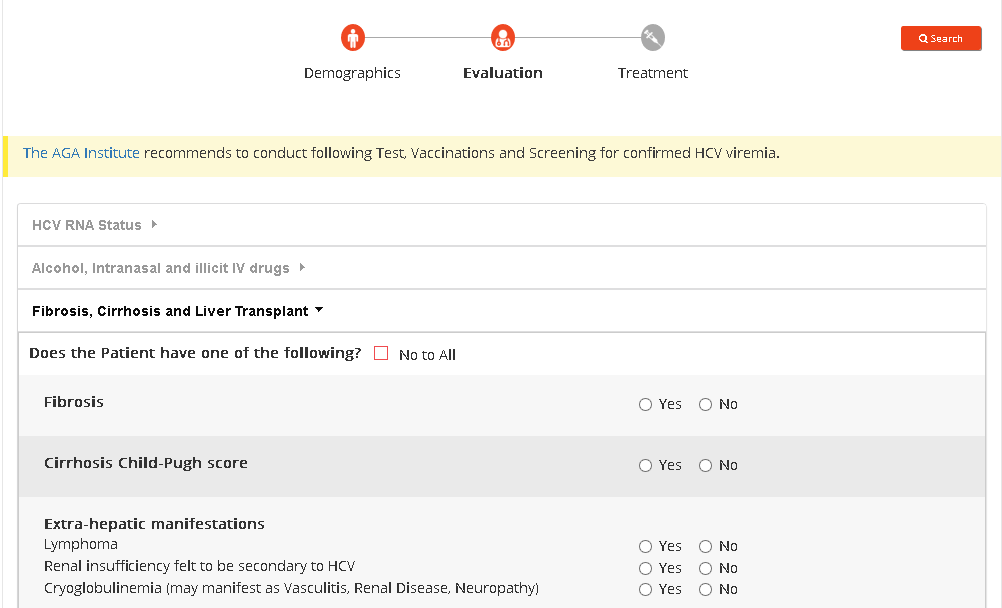 Demographics
Evaluation
Treatment
Search
The AGA Institute recommends to conduct following Test, Vaccinations and Screening for confirmed HCV viremia.
HCV RNA Status
Alcohol, Intranasal and illicit IV drugs
Fibrosis, Cirrhosis and Liver Transplant
Does the Patient have one of the following? No to All
Fibrosis Yes No
Cirrhosis Child-Pugh score Yes No
Extra-hepatic manifestations
Lymphoma Yes No
Renal insufficiency felt to be secondary to HCV Yes No
Cryoglobulinemia (may manifest as Vasculitis, Renal Disease, Neuropathy) Yes No